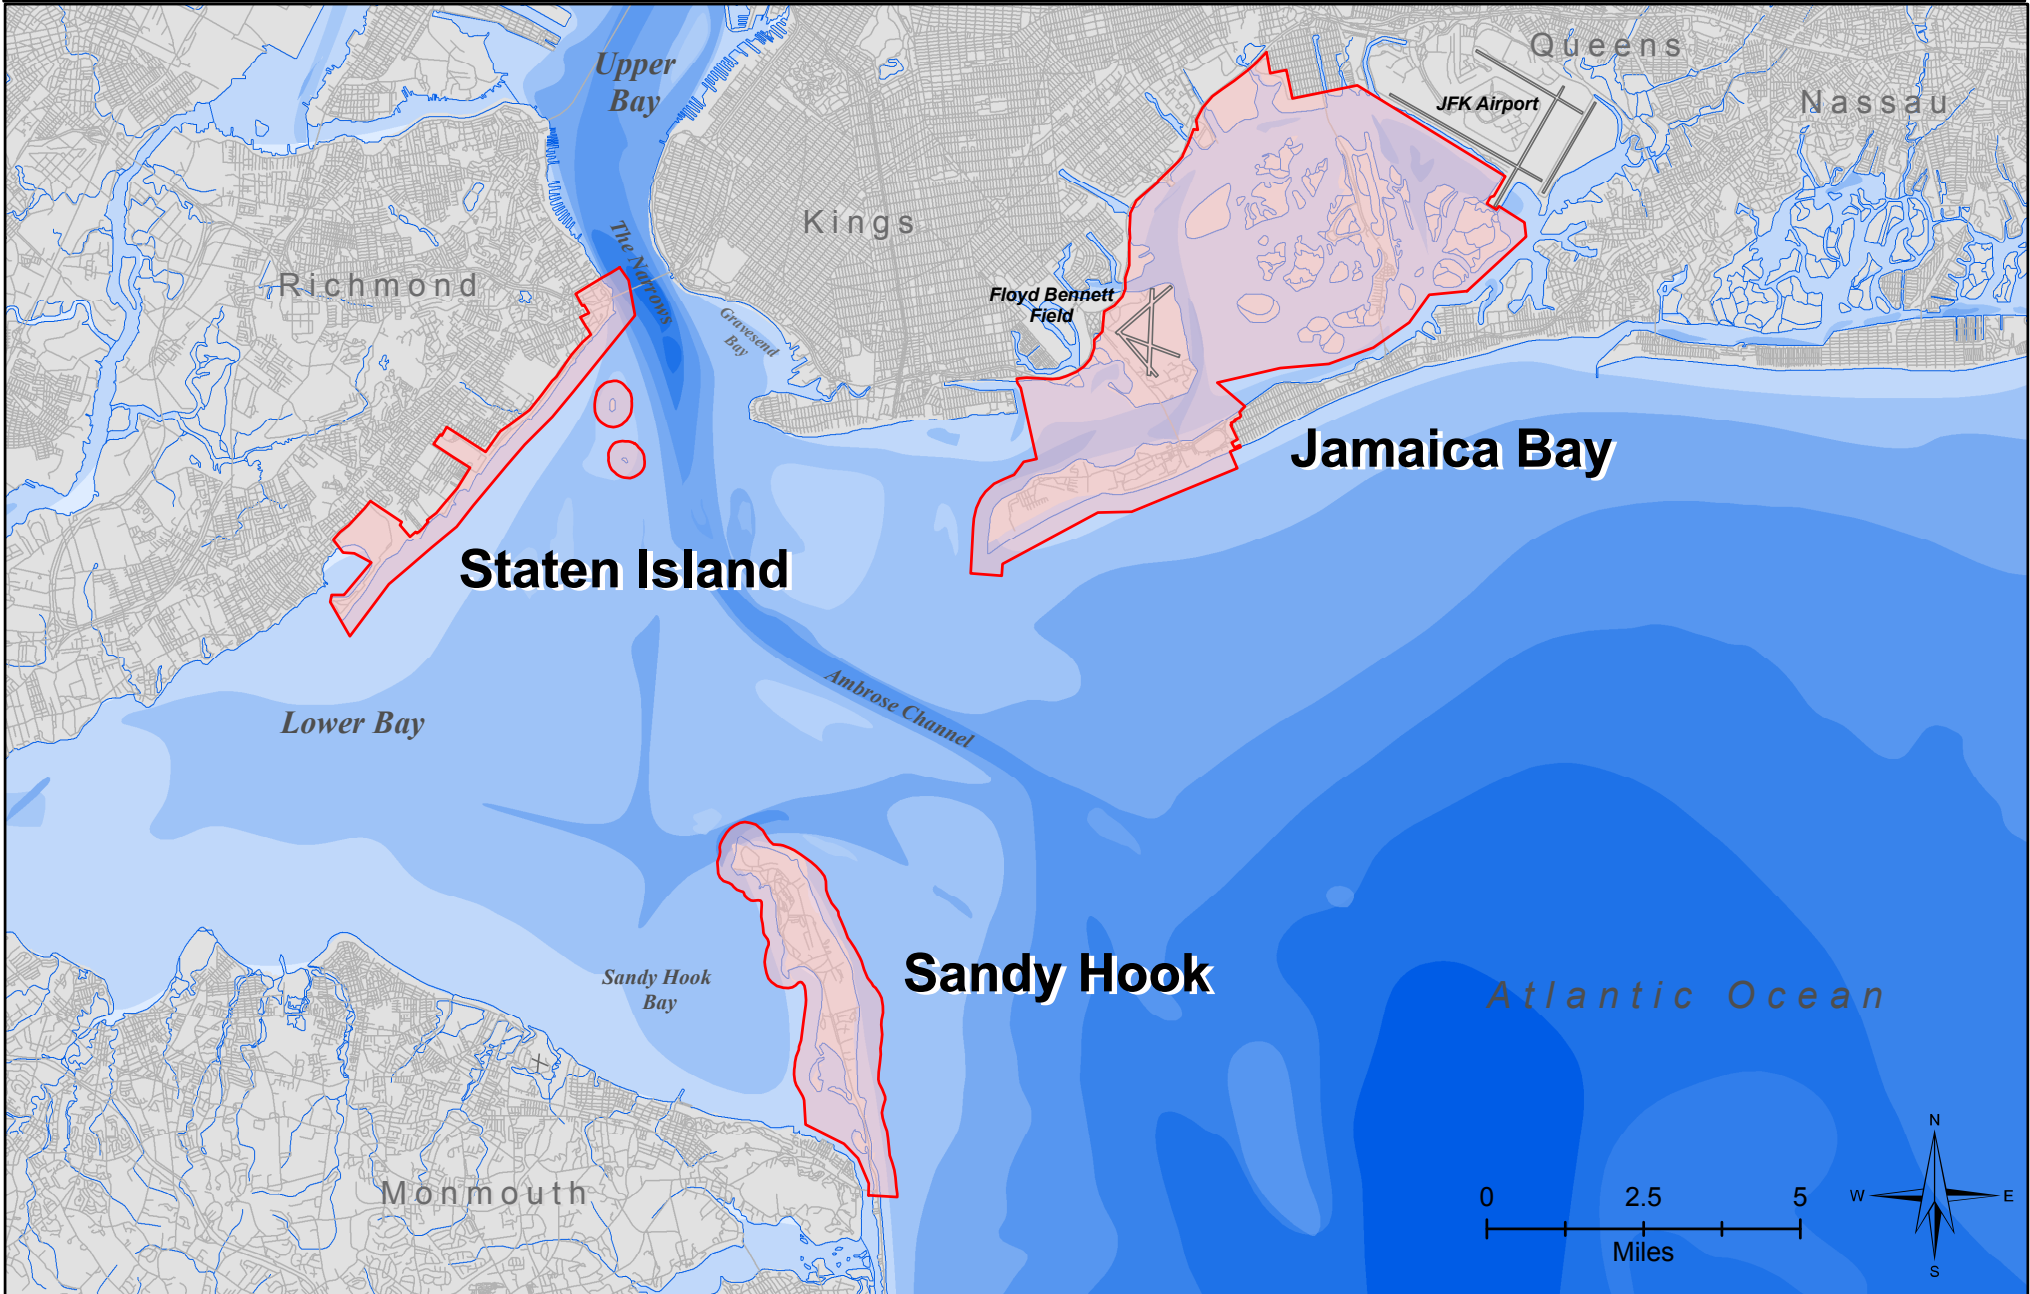 Upper
Bay
Queens
JFK Airport
Nassau
Kings
The Narrows
Richmond
Floyd Bennett
Field
Gravesend
Bay
Jamaica Bay
Staten Island
Ambrose Channel
Lower Bay
Sandy Hook
Bay
Sandy Hook
Atlantic Ocean
Monmouth
N
W
E
S
0 2.5 5
Miles